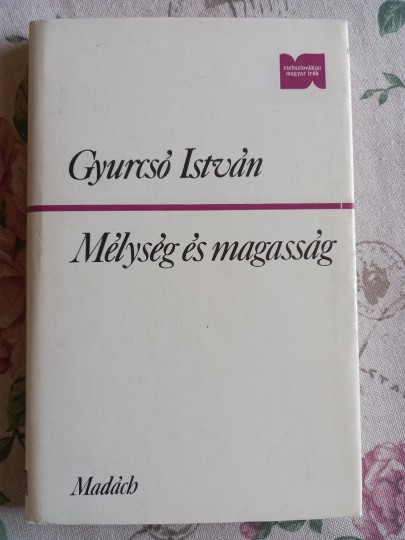 csehszlovákiai
magyar írók
Gyurcsó István
Mélység és magasság
Madách